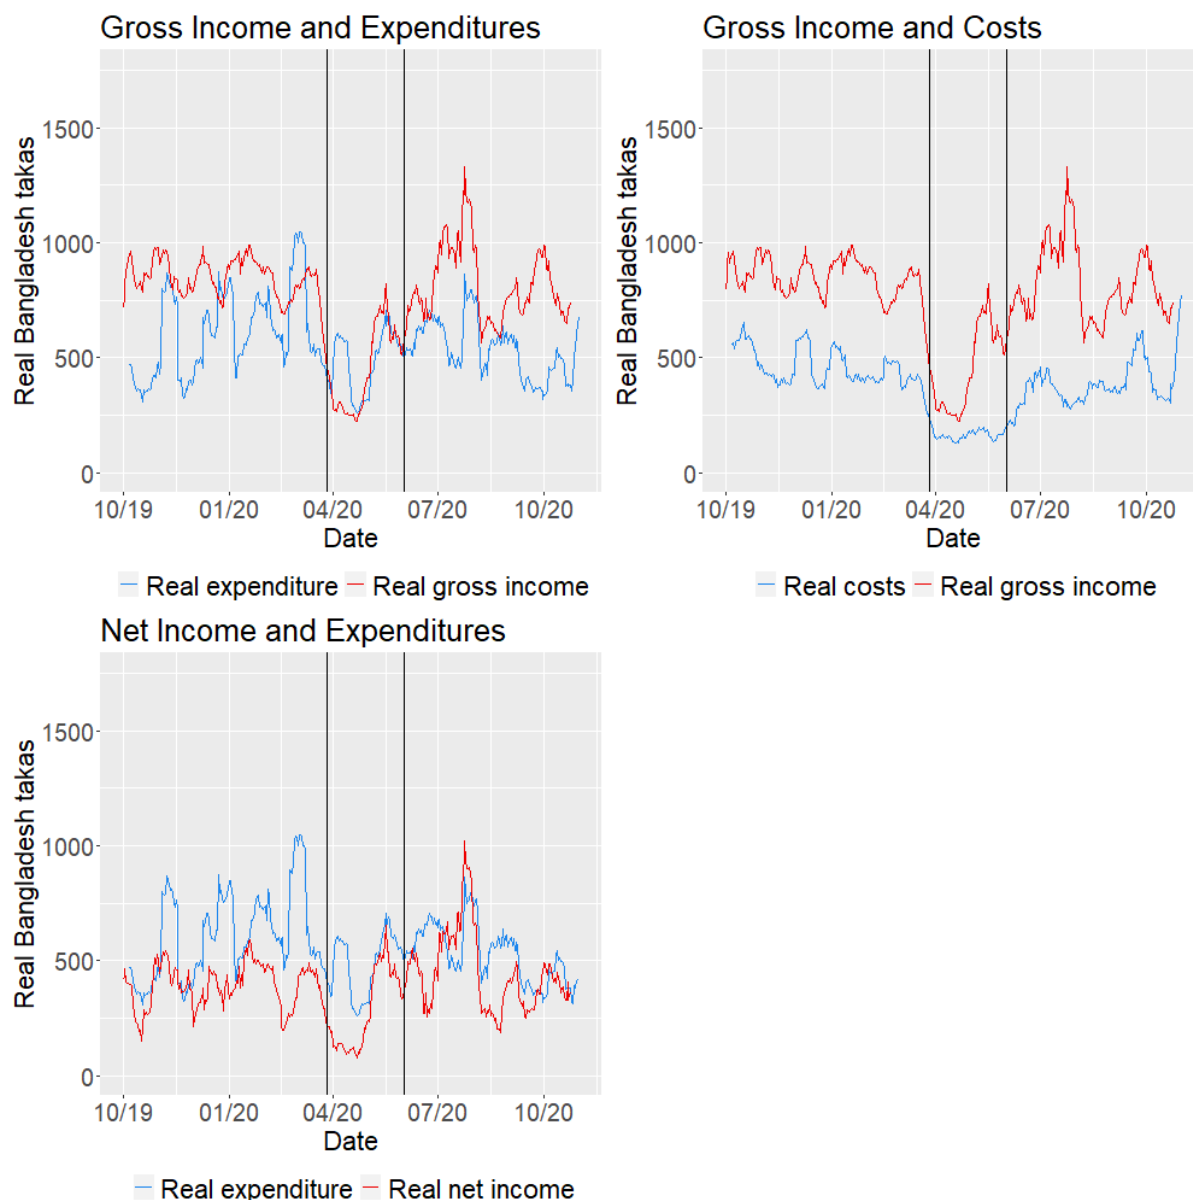 Gross Income and Expenditures
Real Bangladesh takas
1500
1000
500
0
10/19 01/20 04/20 07/20 10/20
Date
Real expenditure Real gross income
Gross Income and Costs
Real Bangladesh takas
1500
1000
500
0
10/19 01/20 04/20 07/20 10/20
Date
Real costs Real gross income
Net Income and Expenditures
Real Bangladesh takas
1500
1000
500
0
10/19 01/20 04/20 07/20 10/20
Date
Real expenditure Real net income